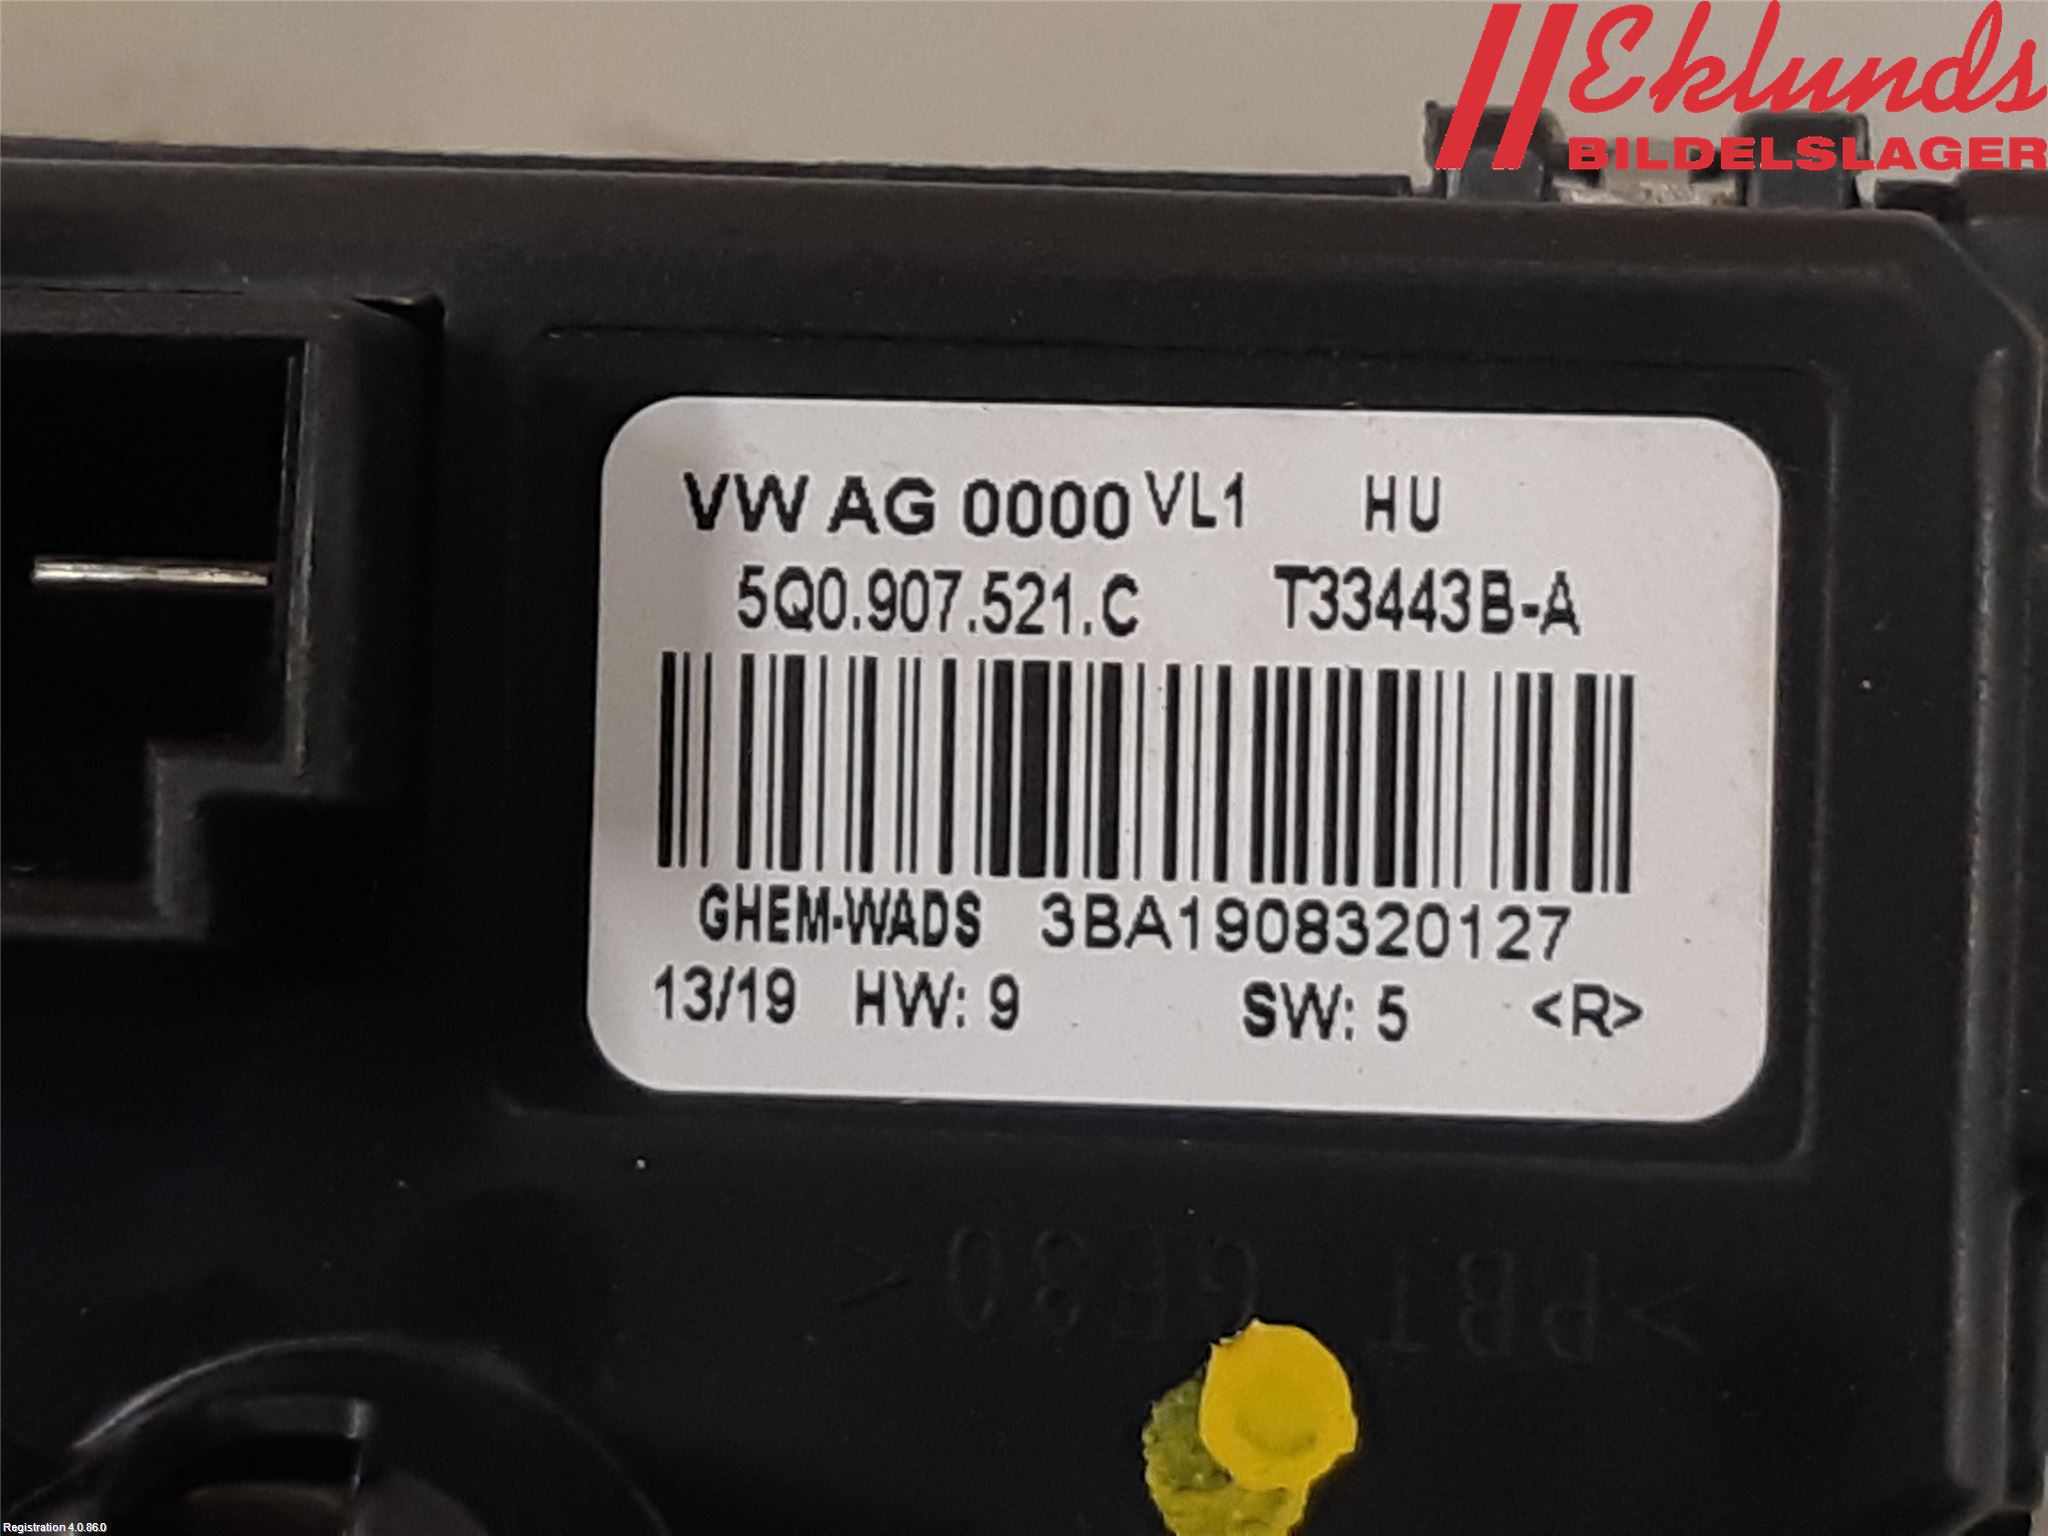 Eklunds
BILDELSLAGER
VW AG 0000 VL1 HU
5Q0.907.521.C T33443B-A
GHEM-WADS 3BA1908320127
13/19 HW: 9 SW: 5 <R>
>PBT GF30<
Registration 4.0.86.0